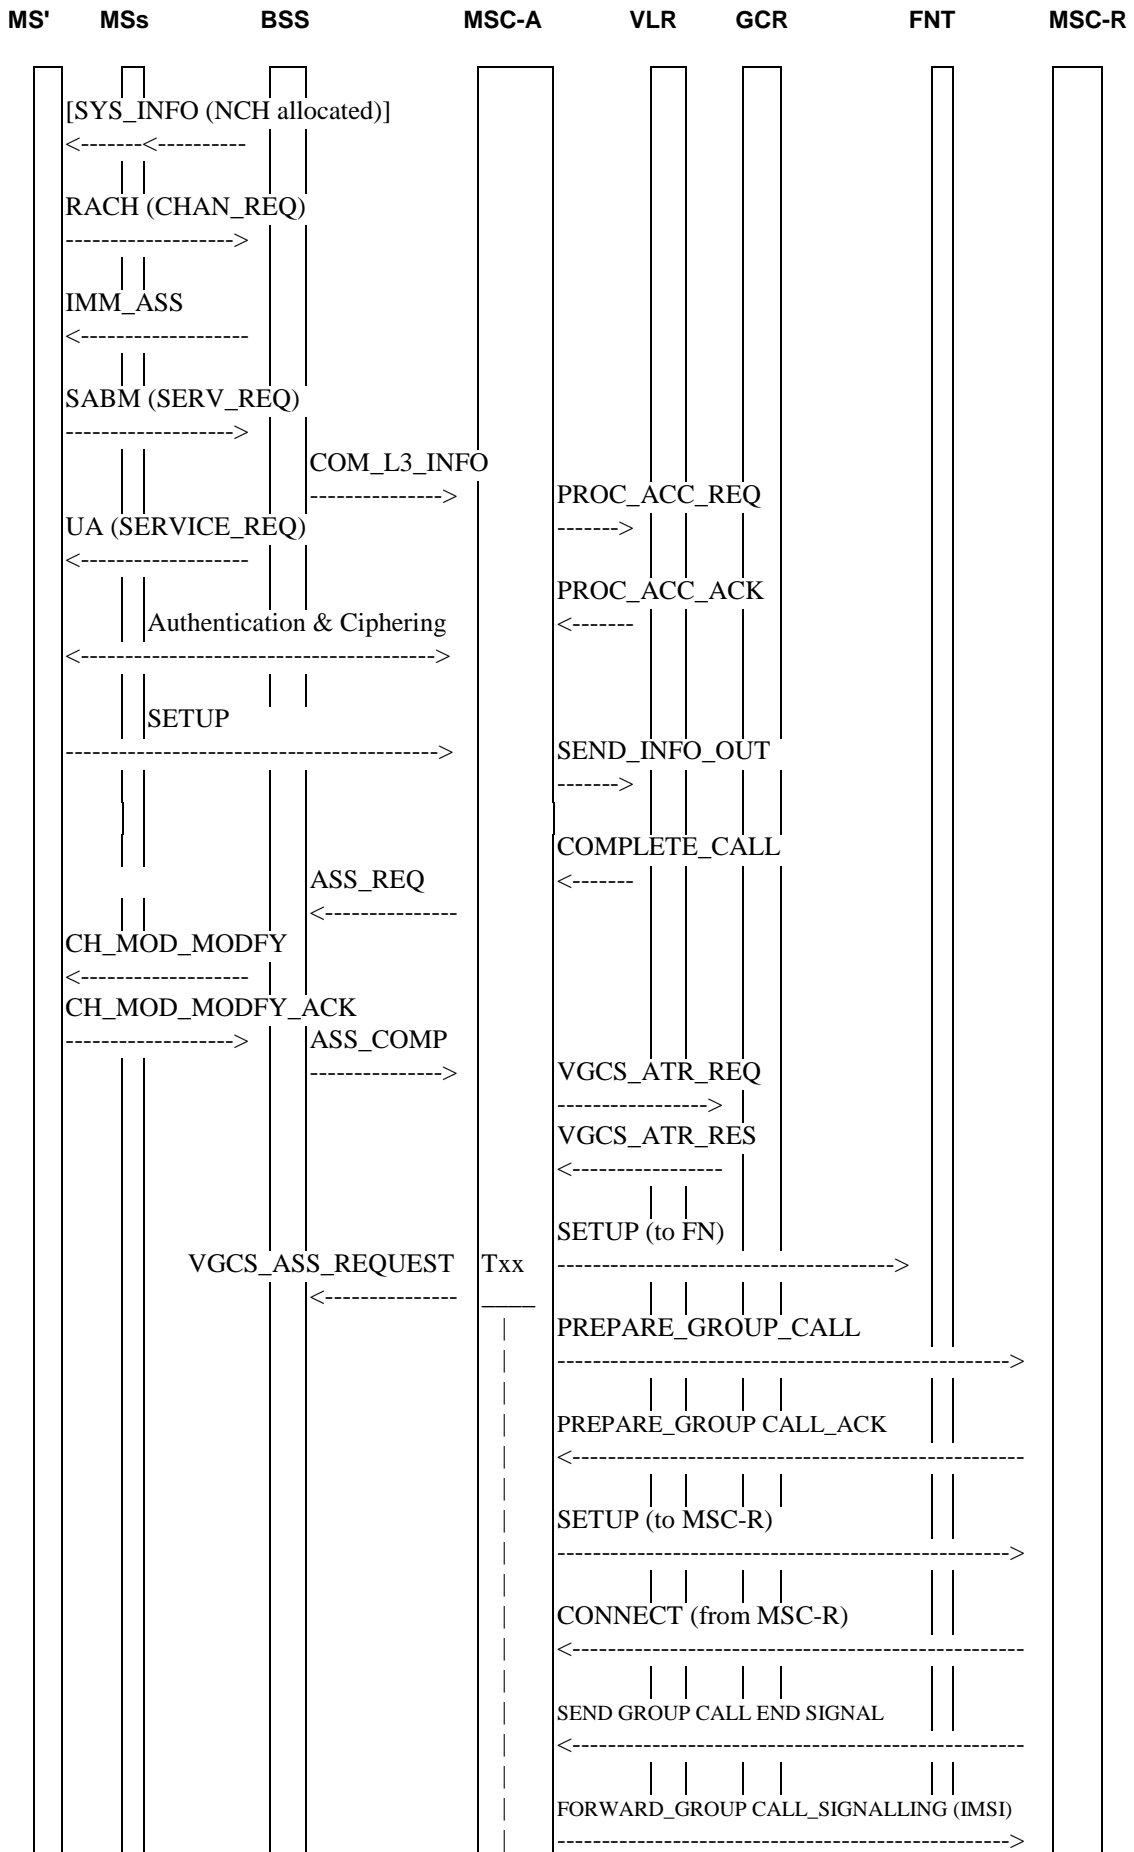 MS' MSs BSS MSC-A VLR GCR FNT MSC-R
[SYS_INFO (NCH allocated)]
<-------<----------
RACH (CHAN_REQ)
------------------->
IMM_ASS
<-------------------
SABM (SERV_REQ)
------------------->
COM_L3_INFO
---------------> PROC_ACC_REQ
UA (SERVICE_REQ) ------->
<-------------------
PROC_ACC_ACK
Authentication & Ciphering <-------
<---------------------------------------->
SETUP
------------------------------------------> SEND_INFO_OUT
------->
COMPLETE_CALL
ASS_REQ <-------
<---------------
CH_MOD_MODFY
<-------------------
CH_MOD_MODFY_ACK
-------------------> ASS_COMP
---------------> VGCS_ATR_REQ
----------------->
VGCS_ATR_RES
<-----------------
SETUP (to FN)
VGCS_ASS_REQUEST Txx -------------------------------------->
<--------------- ____
| PREPARE_GROUP_CALL
| --------------------------------------------------->
|
| PREPARE_GROUP CALL_ACK
| <---------------------------------------------------
|
| SETUP (to MSC-R)
| --------------------------------------------------->
|
| CONNECT (from MSC-R)
| <---------------------------------------------------
|
| SEND GROUP CALL END SIGNAL
| <---------------------------------------------------
|
| FORWARD_GROUP CALL_SIGNALLING (IMSI)
| --------------------------------------------------->